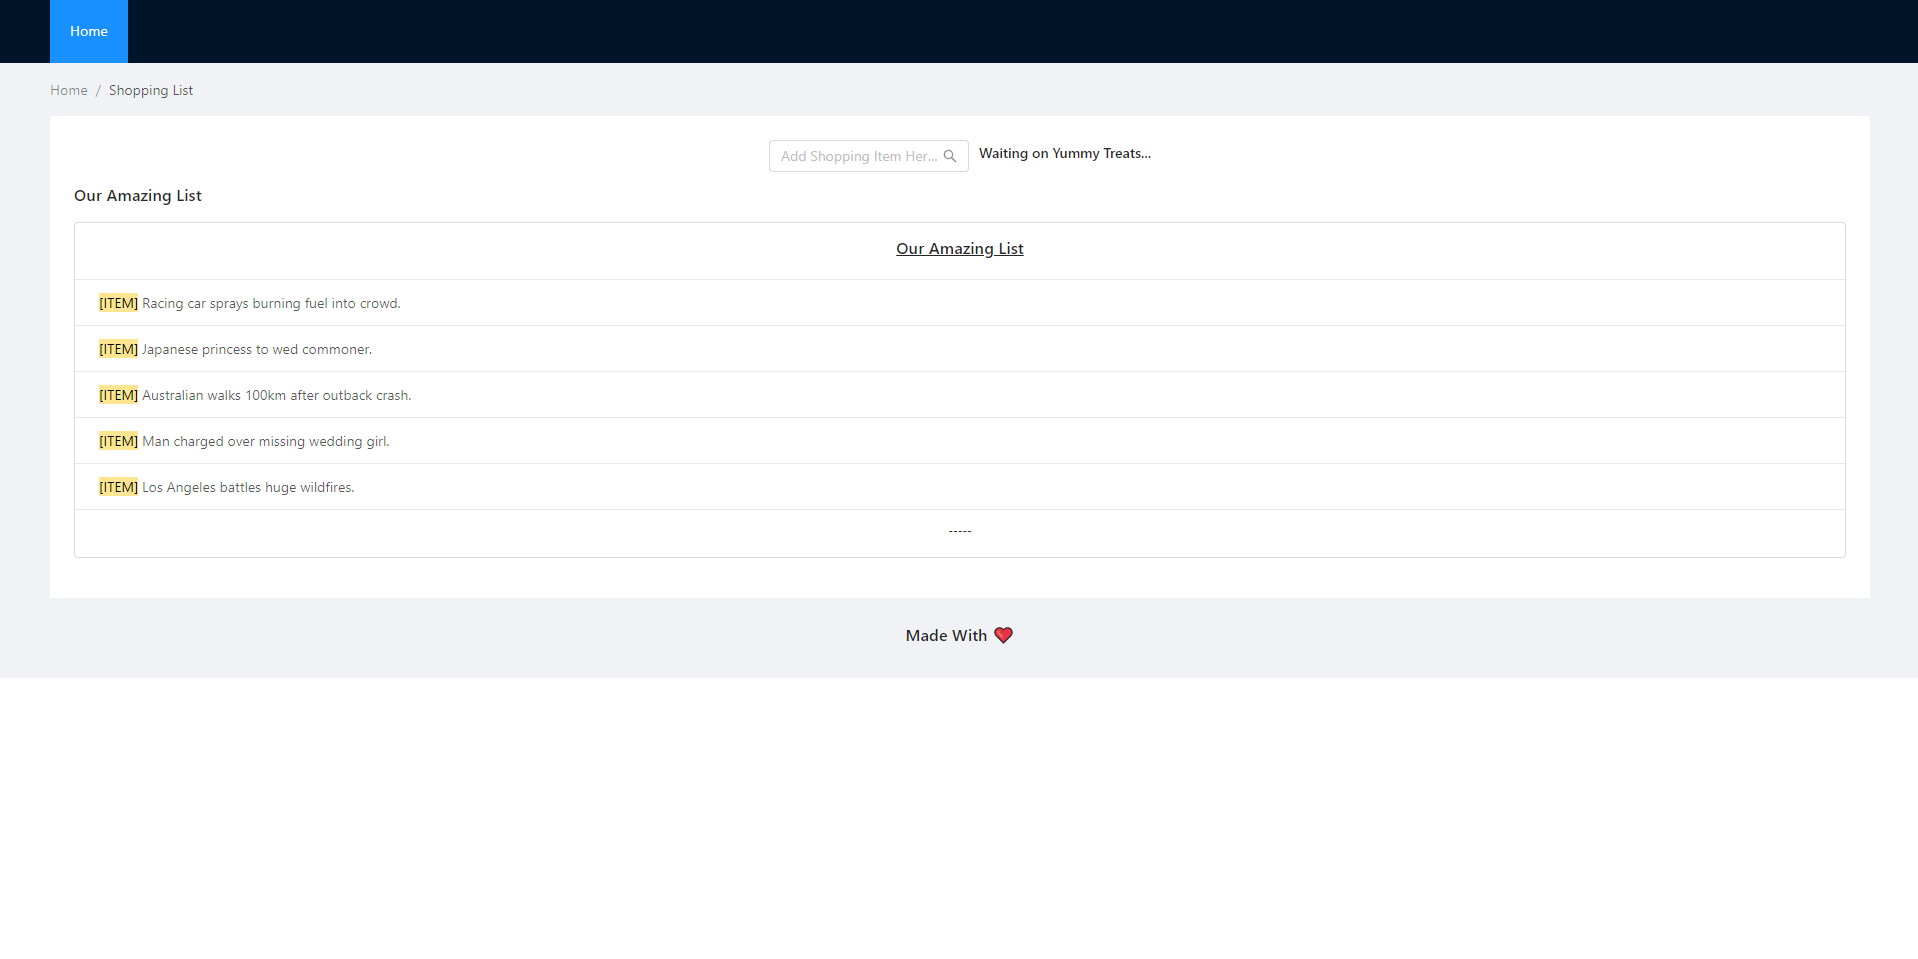 Home
Home / Shopping List
Add Shopping Item Her... Waiting on Yummy Treats...
Our Amazing List
Our Amazing List
[ITEM] Racing car sprays burning fuel into crowd.
[ITEM] Japanese princess to wed commoner.
[ITEM] Australian walks 100km after outback crash.
[ITEM] Man charged over missing wedding girl.
[ITEM] Los Angeles battles huge wildfires.
-----
Made With ❤️